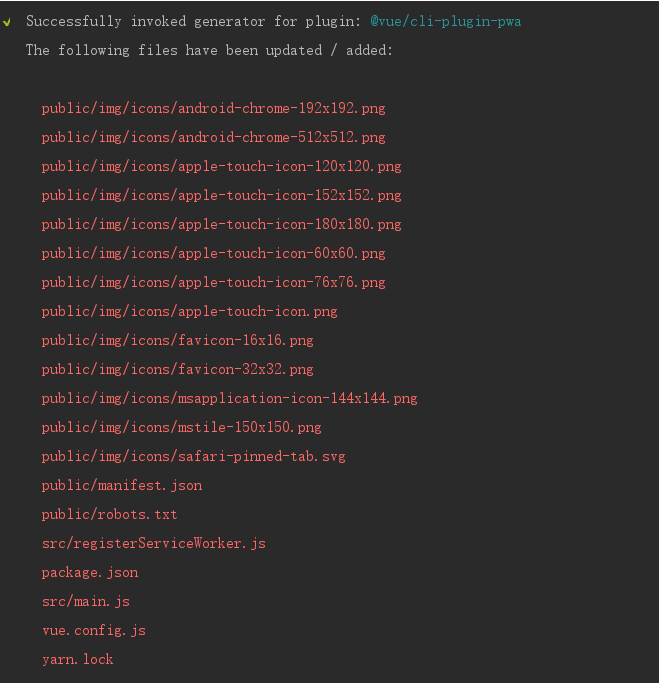 Successfully invoked generator for plugin: @vue/cli-plugin-pwa
The following files have been updated / added:
public/img/icons/android-chrome-192x192.png
public/img/icons/android-chrome-512x512.png
public/img/icons/apple-touch-icon-120x120.png
public/img/icons/apple-touch-icon-152x152.png
public/img/icons/apple-touch-icon-180x180.png
public/img/icons/apple-touch-icon-60x60.png
public/img/icons/apple-touch-icon-76x76.png
public/img/icons/apple-touch-icon.png
public/img/icons/favicon-16x16.png
public/img/icons/favicon-32x32.png
public/img/icons/msapplication-icon-144x144.png
public/img/icons/mstile-150x150.png
public/img/icons/safari-pinned-tab.svg
public/manifest.json
public/robots.txt
src/registerServiceWorker.js
package.json
src/main.js
vue.config.js
yarn.lock